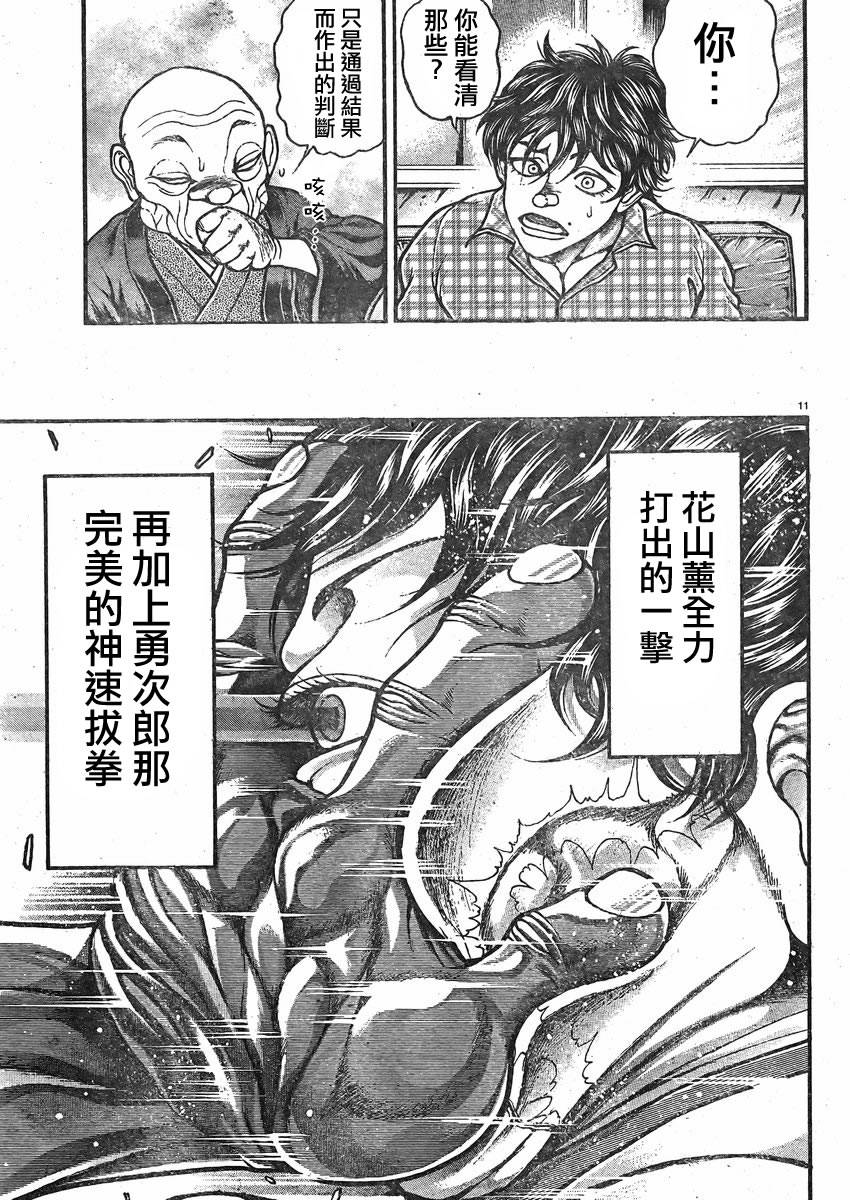 你…
你能看清
那些？
只是通過結果
而作出的判斷
咳
咳…
11
花山薫全力
打出的一擊
再加上勇次郎那
完美的神速拔拳